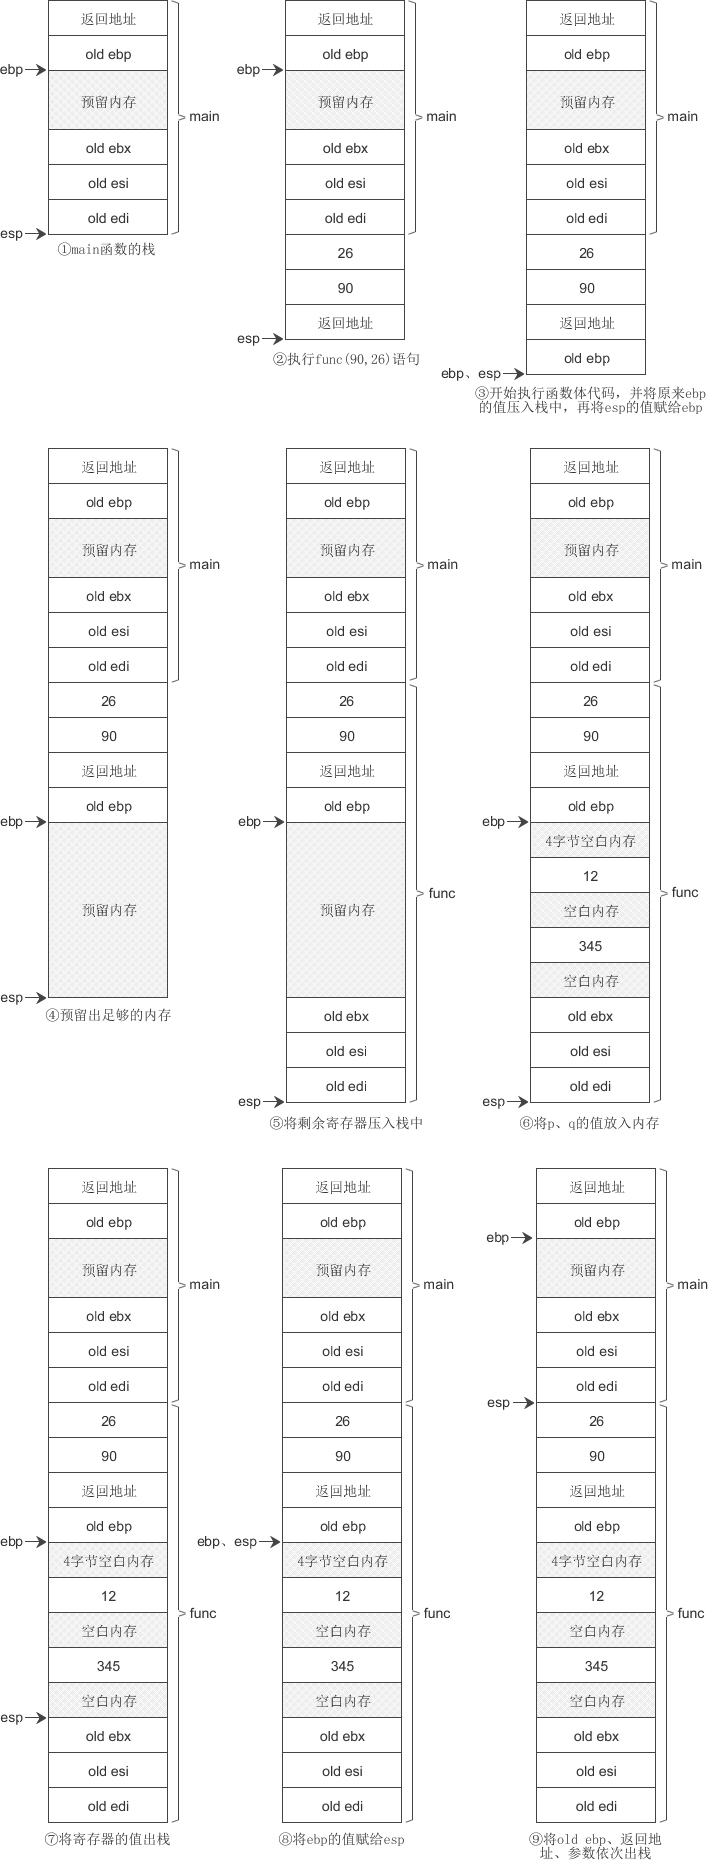 返回地址
old ebp
ebp
预留内存
main
old ebx
old esi
old edi
esp
①main函数的栈
返回地址
old ebp
ebp
预留内存
main
old ebx
old esi
old edi
26
90
返回地址
esp
②执行func(90,26)语句
返回地址
old ebp
预留内存
main
old ebx
old esi
old edi
26
90
返回地址
old ebp
ebp、esp
③开始执行函数体代码，并将原来ebp
的值压入栈中，再将esp的值赋给ebp
返回地址
old ebp
预留内存
main
old ebx
old esi
old edi
26
90
返回地址
old ebp
ebp
预留内存
esp
④预留出足够的内存
返回地址
old ebp
预留内存
main
old ebx
old esi
old edi
26
90
返回地址
old ebp
ebp
func
预留内存
old ebx
old esi
old edi
esp
⑤将剩余寄存器压入栈中
返回地址
old ebp
预留内存
main
old ebx
old esi
old edi
26
90
返回地址
old ebp
ebp
4字节空白内存
12
func
空白内存
345
空白内存
old ebx
old esi
old edi
esp
⑥将p、q的值放入内存
返回地址
old ebp
预留内存
main
old ebx
old esi
old edi
26
90
返回地址
old ebp
ebp
4字节空白内存
12
func
空白内存
345
空白内存
esp
old ebx
old esi
old edi
⑦将寄存器的值出栈
返回地址
old ebp
预留内存
main
old ebx
old esi
old edi
26
90
返回地址
old ebp
ebp、esp
4字节空白内存
12
func
空白内存
345
空白内存
old ebx
old esi
old edi
⑧将ebp的值赋给esp
返回地址
old ebp
ebp
预留内存
main
old ebx
old esi
old edi
esp
26
90
返回地址
old ebp
4字节空白内存
12
func
空白内存
345
空白内存
old ebx
old esi
old edi
⑨将old ebp、返回地
址、参数依次出栈